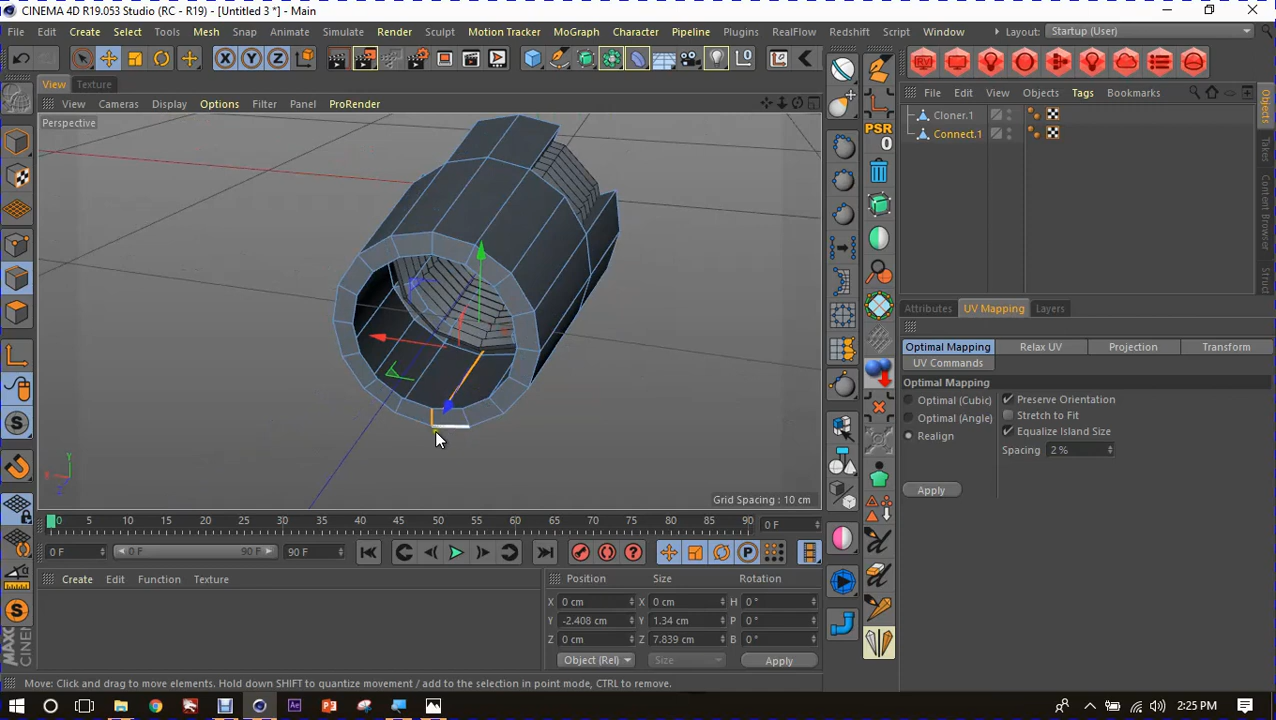 CINEMA 4D R19.053 Studio (RC - R19) - [Untitled 3 *] - Main
File Edit Create Select Tools Mesh Snap Animate Simulate Render Sculpt Motion Tracker MoGraph Character Pipeline Plugins RealFlow Redshift Script Window Layout: Startup (User)
X Y Z
View Texture
View Cameras Display Options Filter Panel ProRender
Perspective
Grid Spacing : 10 cm
PSR
0
File Edit View Objects Tags Bookmarks
Cloner.1
Connect.1
Objects
Takes
Content Browser
Struct
Attributes UV Mapping Layers
Optimal Mapping Relax UV Projection Transform
UV Commands
Optimal Mapping
Optimal (Cubic) Preserve Orientation
Optimal (Angle) Stretch to Fit
Realign Equalize Island Size
Spacing 2 %
Apply
0 5 10 15 20 25 30 35 40 45 50 55 60 65 70 75 80 85 90 0 F
0 F 0 F 90 F 90 F
Create Edit Function Texture
Position Size Rotation
X 0 cm X 0 cm H 0 °
Y -2.408 cm Y 1.34 cm P 0 °
Z 0 cm Z 7.839 cm B 0 °
Object (Rel) Size Apply
Move: Click and drag to move elements. Hold down SHIFT to quantize movement / add to the selection in point mode, CTRL to remove.
2:25 PM